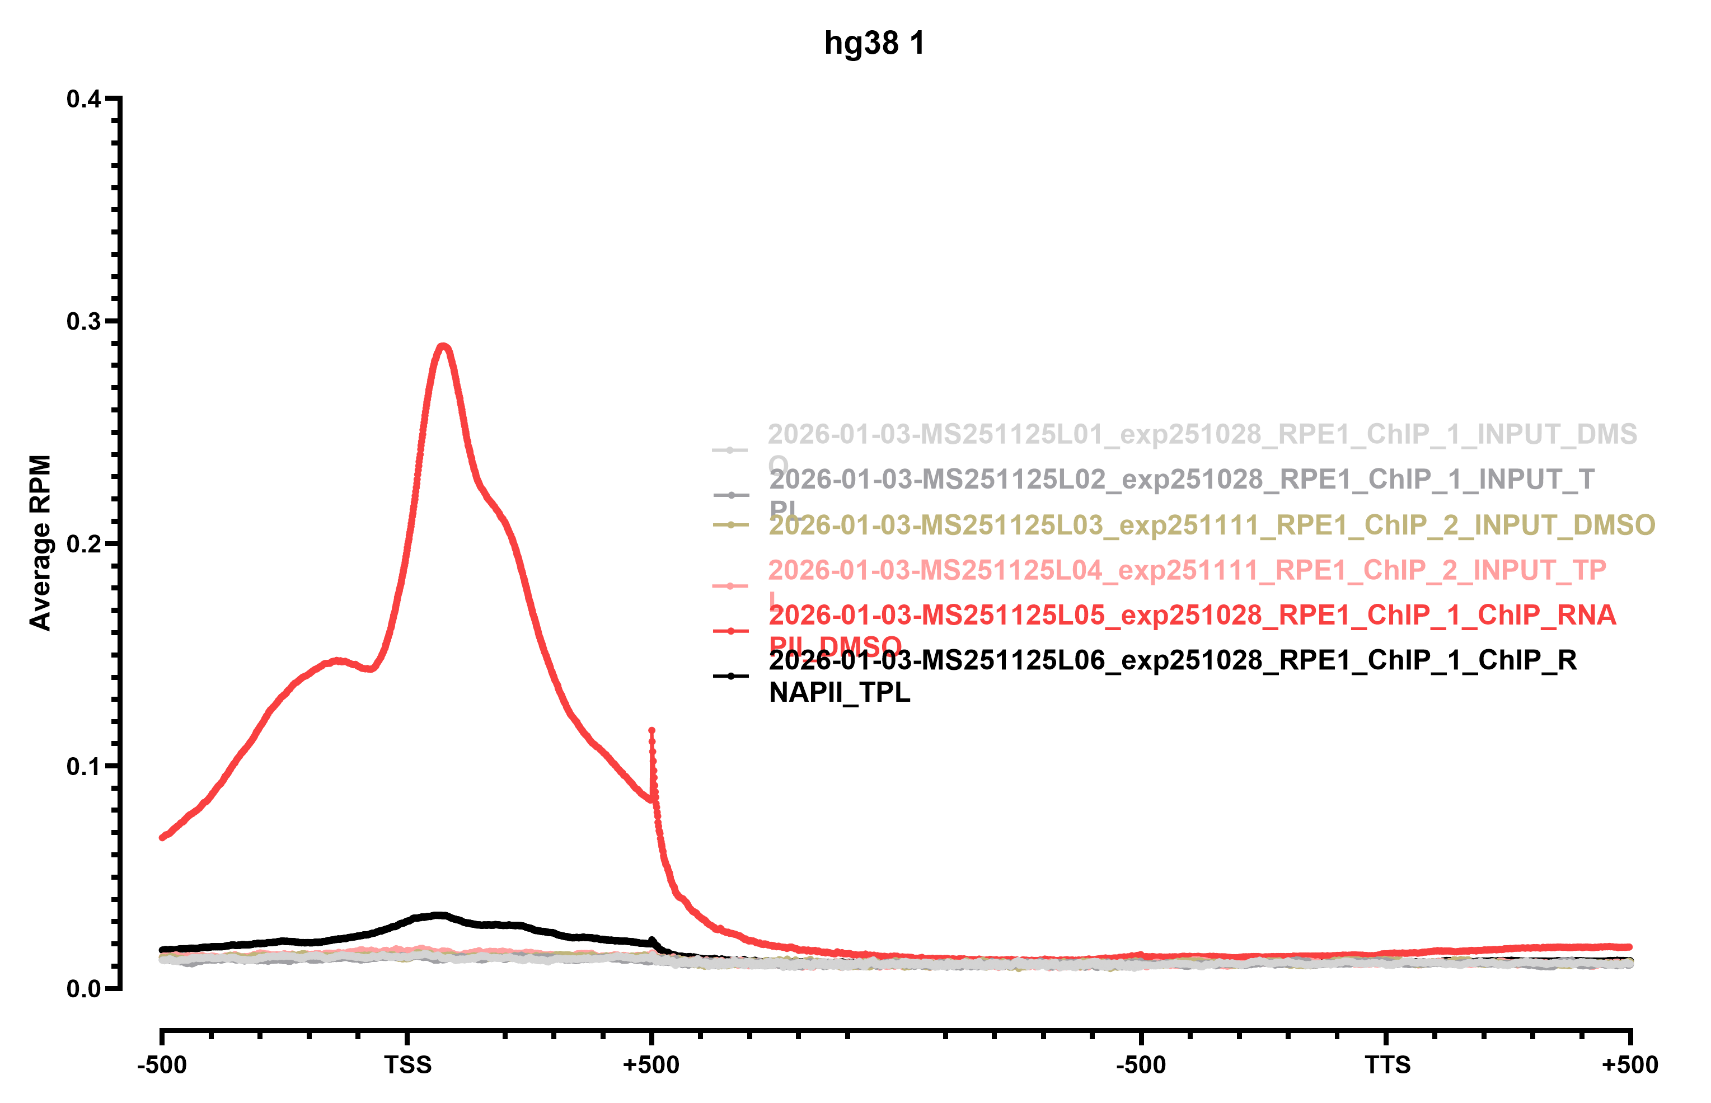 hg38 1
0.4
0.3
0.2
0.1
0.0
Average RPM
2026-01-03-MS251125L01_exp251028_RPE1_ChIP_1_INPUT_DMS
O
2026-01-03-MS251125L02_exp251028_RPE1_ChIP_1_INPUT_T
PL
2026-01-03-MS251125L03_exp251111_RPE1_ChIP_2_INPUT_DMSO
2026-01-03-MS251125L04_exp251111_RPE1_ChIP_2_INPUT_TP
L
2026-01-03-MS251125L05_exp251028_RPE1_ChIP_1_ChIP_RNA
PII_DMSO
2026-01-03-MS251125L06_exp251028_RPE1_ChIP_1_ChIP_R
NAPII_TPL
-500 TSS +500 -500 TTS +500